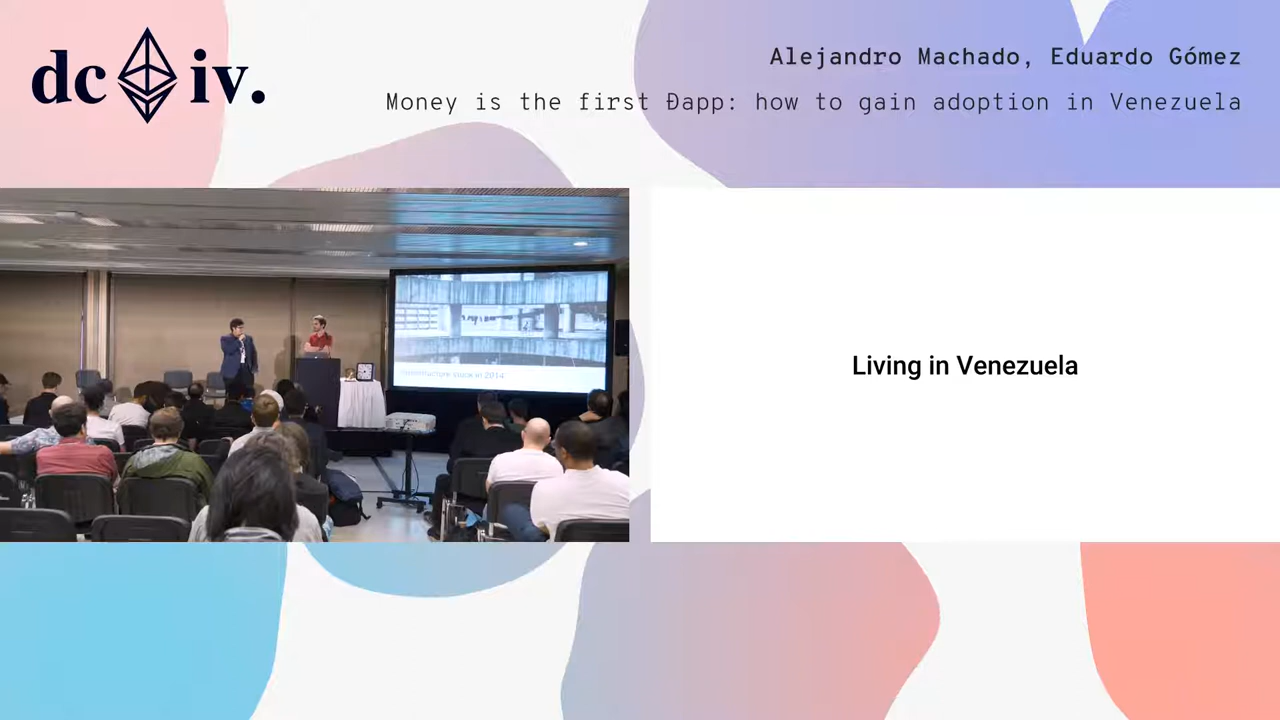 dc iv.
Alejandro Machado, Eduardo Gómez
Money is the first Ðapp: how to gain adoption in Venezuela
Living in Venezuela